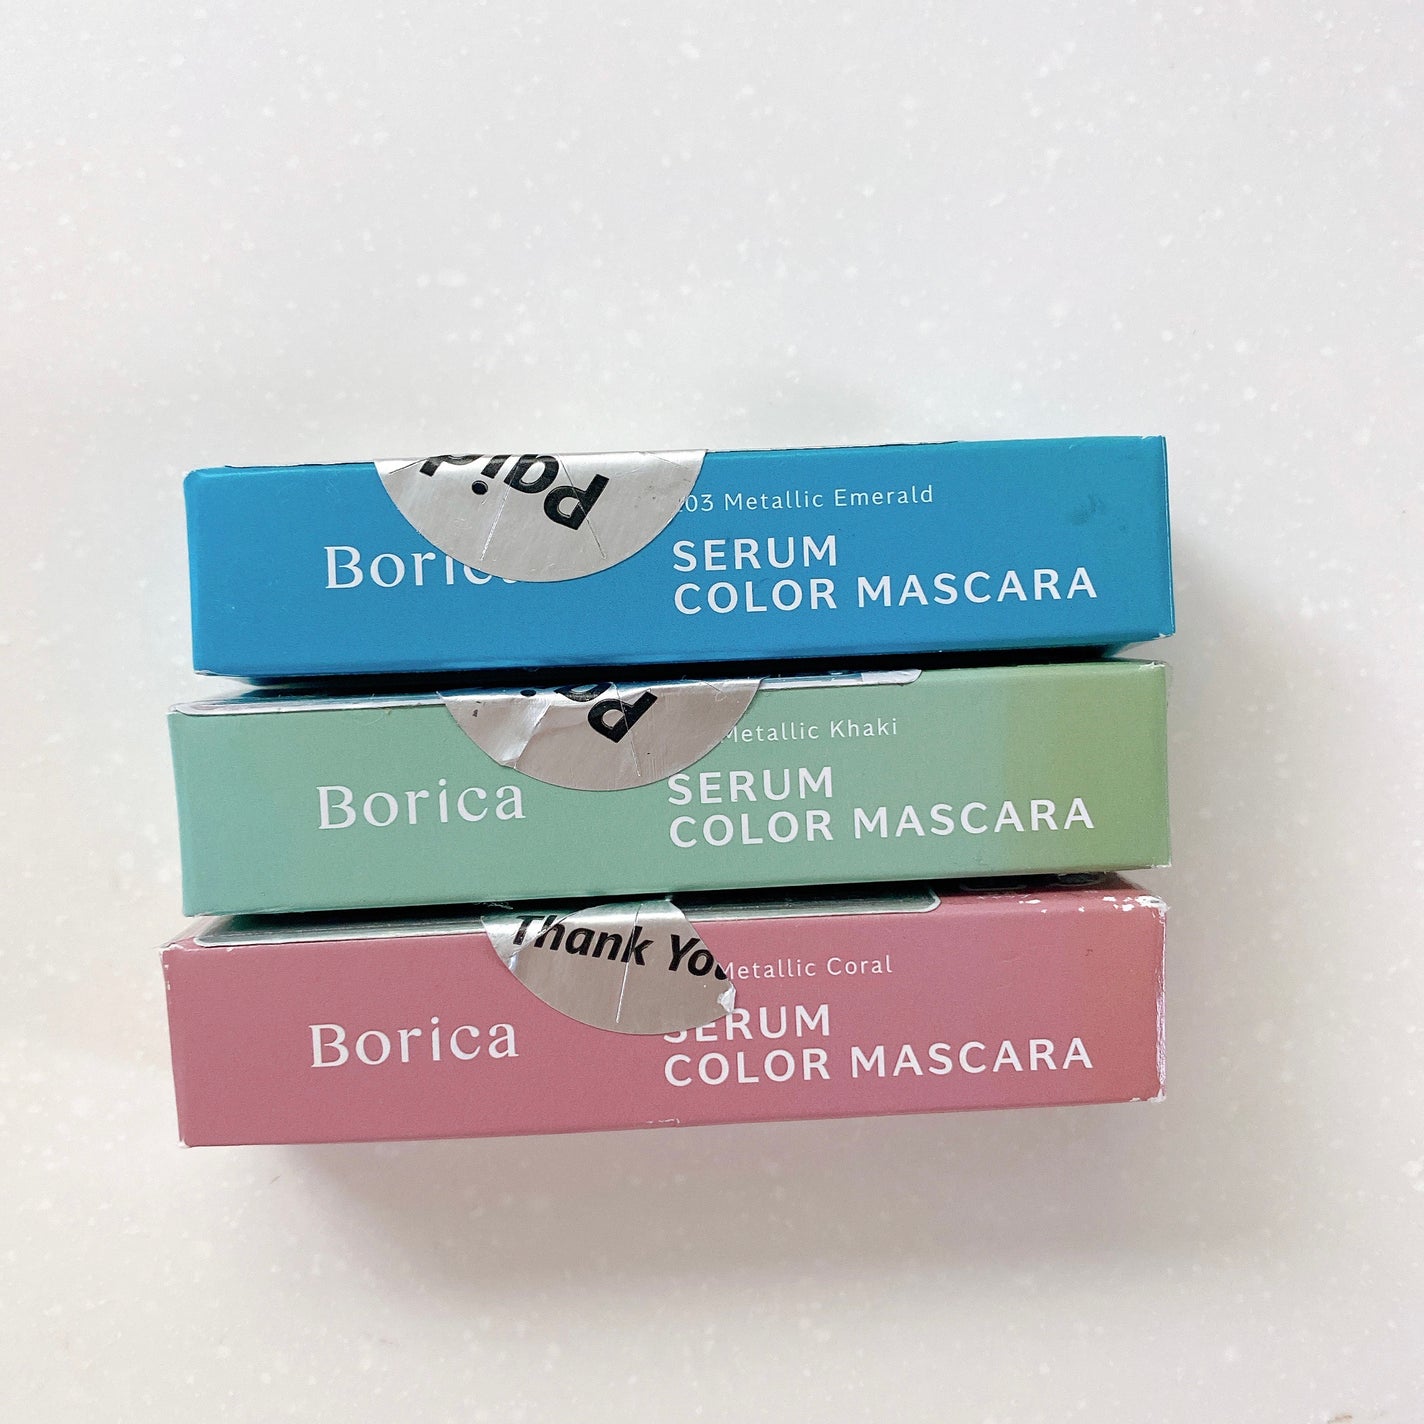 Paid
03 Metallic Emerald
Borica
SERUM
COLOR MASCARA
Metallic Khaki
Borica
SERUM
COLOR MASCARA
Thank You
Metallic Coral
Borica
SERUM
COLOR MASCARA